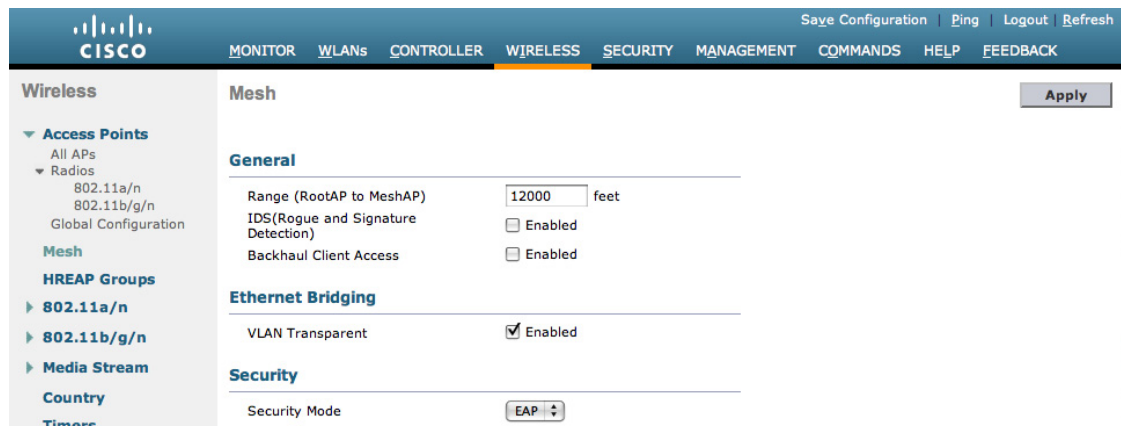 Save Configuration | Ping | Logout | Refresh
CISCO
MONITOR WLANs CONTROLLER WIRELESS SECURITY MANAGEMENT COMMANDS HELP FEEDBACK
Wireless
Access Points
All APs
Radios
802.11a/n
802.11b/g/n
Global Configuration
Mesh
HREAP Groups
802.11a/n
802.11b/g/n
Media Stream
Country
Timers
Mesh
Apply
General
Range (RootAP to MeshAP) 12000 feet
IDS(Rogue and Signature
Detection) Enabled
Backhaul Client Access Enabled
Ethernet Bridging
VLAN Transparent Enabled
Security
Security Mode EAP